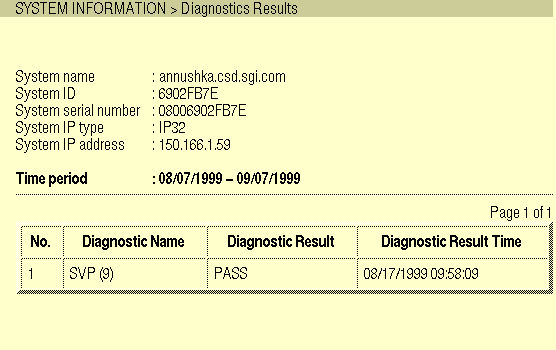 SYSTEM INFORMATION > Diagnostics Results
System name : annushka.csd.sgi.com
System ID : 6902FB7E
System serial number : 08006902FB7E
System IP type : IP32
System IP address : 150.166.1.59
Time period : 08/07/1999 – 09/07/1999
Page 1 of 1
No. Diagnostic Name Diagnostic Result Diagnostic Result Time
1 SVP (9) PASS 08/17/1999 09:58:09